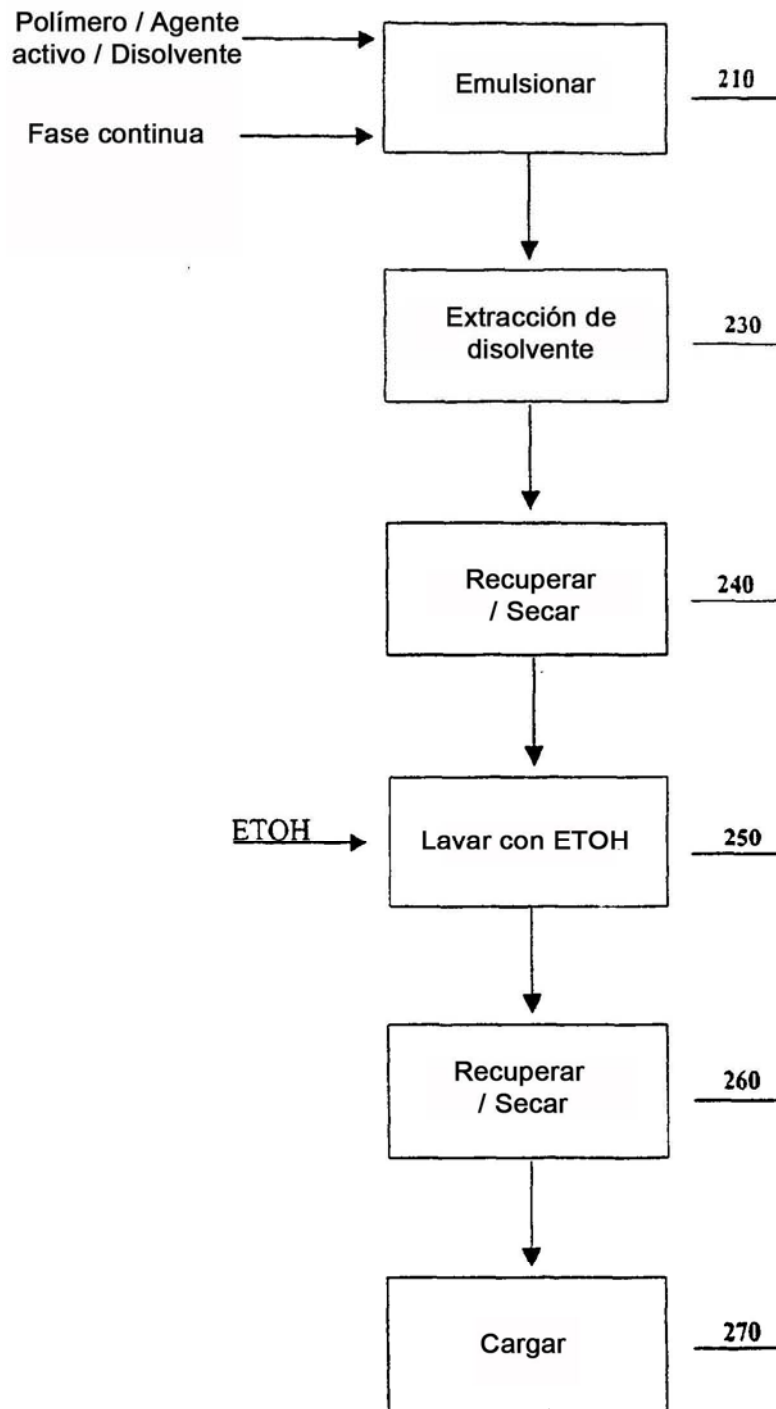 Polímero / Agente
activo / Disolvente
Emulsionar
210
Fase continua
Extracción de
disolvente
230
Recuperar
/ Secar
240
ETOH
Lavar con ETOH
250
Recuperar
/ Secar
260
Cargar
270